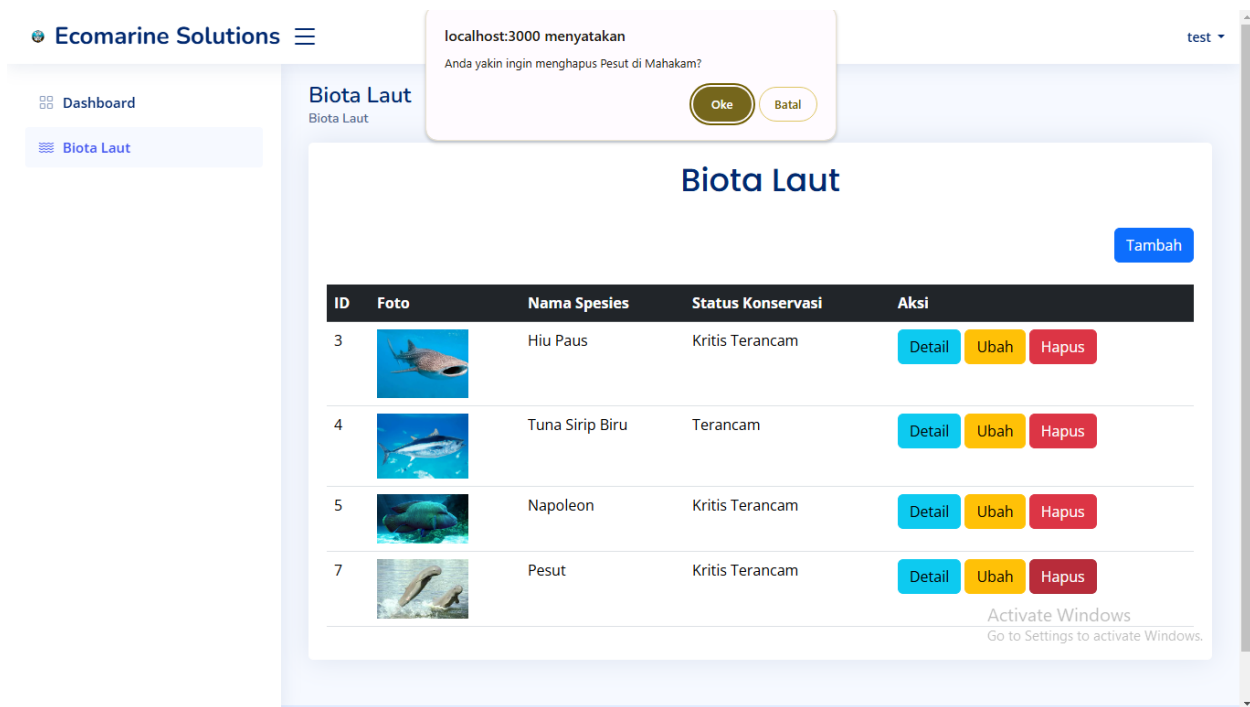 Ecomarine Solutions
localhost:3000 menyatakan
Anda yakin ingin menghapus Pesut di Mahakam?
Oke Batal
test
Dashboard
Biota Laut
Biota Laut
Biota Laut
Biota Laut
Tambah
ID Foto Nama Spesies Status Konservasi Aksi
3 Hiu Paus Kritis Terancam Detail Ubah Hapus
4 Tuna Sirip Biru Terancam Detail Ubah Hapus
5 Napoleon Kritis Terancam Detail Ubah Hapus
7 Pesut Kritis Terancam Detail Ubah Hapus
Activate Windows
Go to Settings to activate Windows.